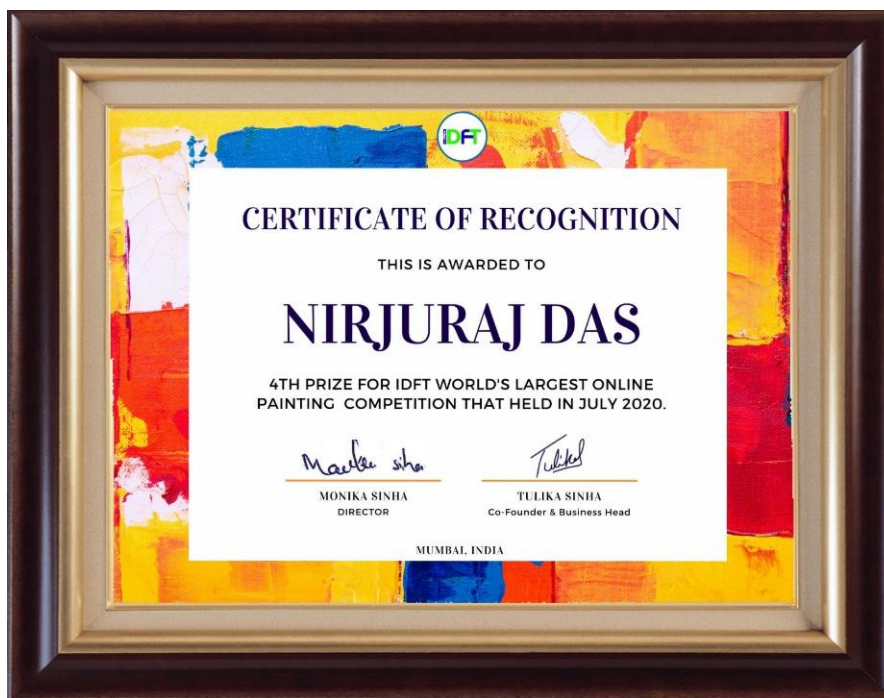 iDFT
CERTIFICATE OF RECOGNITION
THIS IS AWARDED TO
NIRJURAJ DAS
4TH PRIZE FOR IDFT WORLD'S LARGEST ONLINE
PAINTING COMPETITION THAT HELD IN JULY 2020.
Tulika
MONIKA SINHA
DIRECTOR
TULIKA SINHA
Co-Founder & Business Head
MUMBAI, INDIA